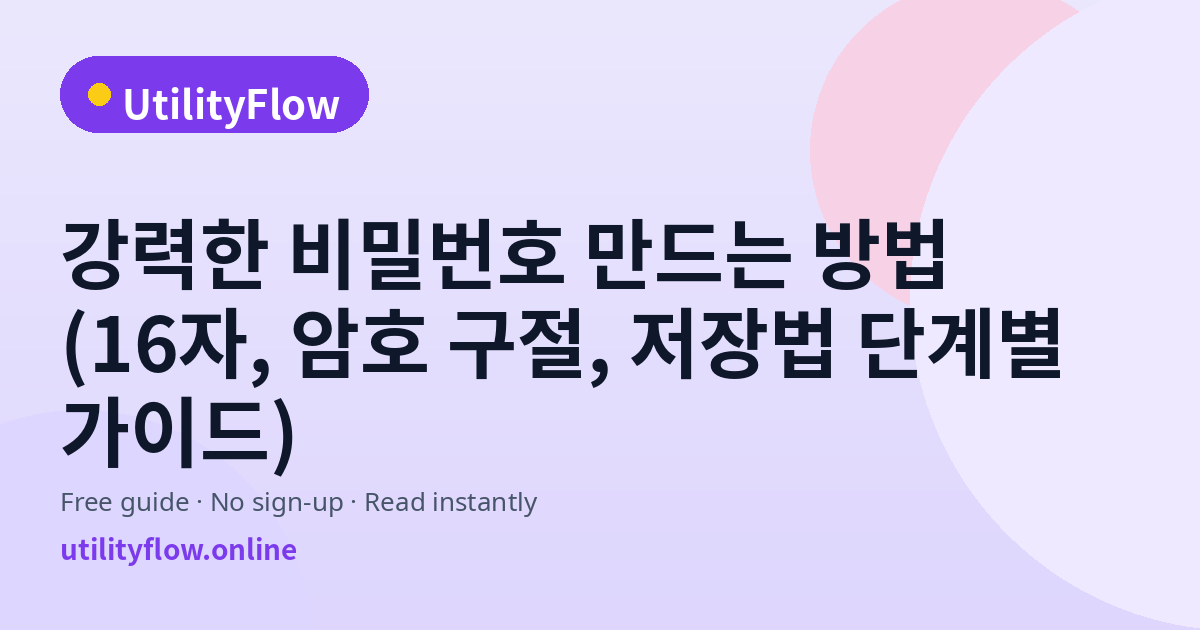 UtilityFlow
강력한 비밀번호 만드는 방법
(16자, 암호 구절, 저장법 단계별
가이드)
Free guide · No sign-up · Read instantly
utilityflow.online